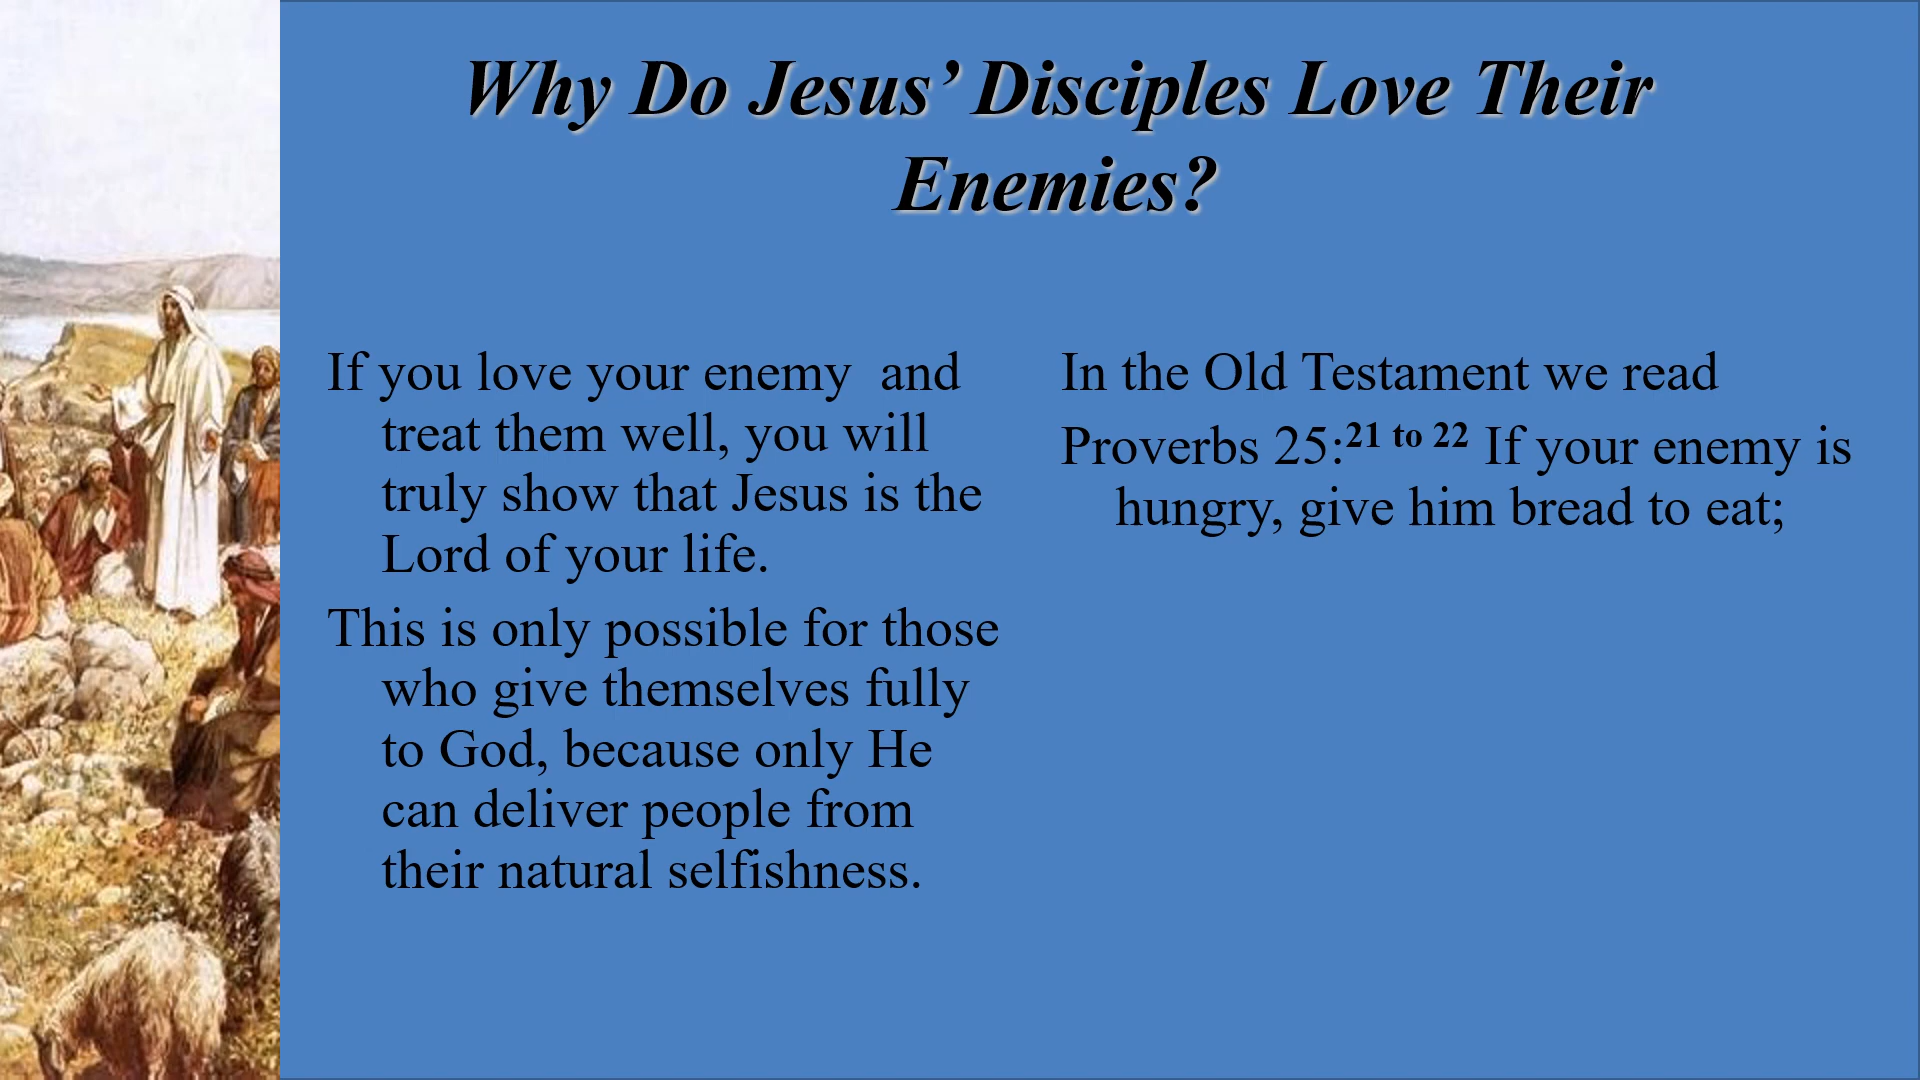 Why Do Jesus’ Disciples Love Their
Enemies?
If you love your enemy  and
treat them well, you will
truly show that Jesus is the
Lord of your life.
This is only possible for those
who give themselves fully
to God, because only He
can deliver people from
their natural selfishness.
In the Old Testament we read
Proverbs 25:21 to 22 If your enemy is
hungry, give him bread to eat;